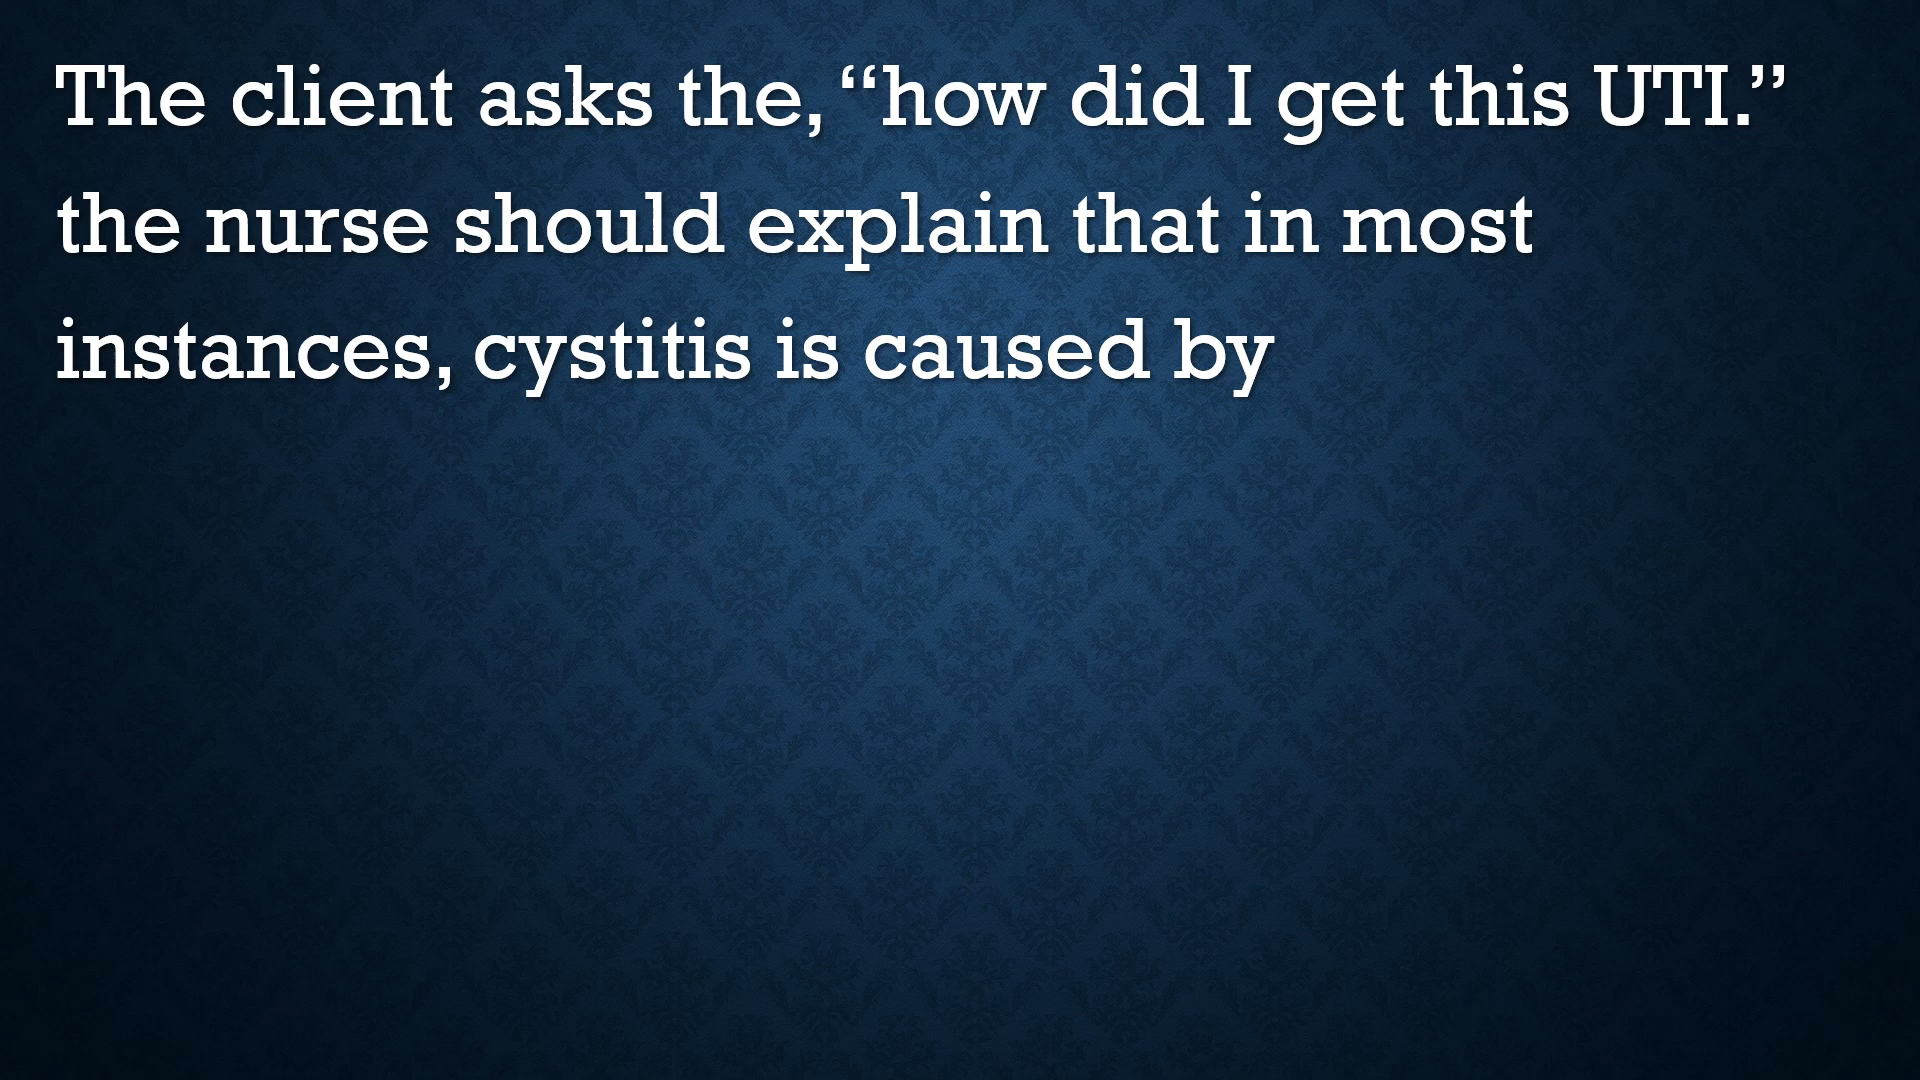 The client asks the, “how did I get this UTI.”
the nurse should explain that in most
instances, cystitis is caused by